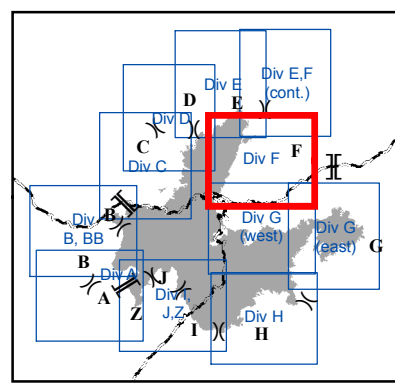 Div E,F
(cont.)
Div E
D
E
Div D
C
Div C
F
Div F
B
Div
B, BB
Div G
(west)
Div G
(east)
G
B
Div A
J
A
Z
Div I,
J,Z
I
Div H
H